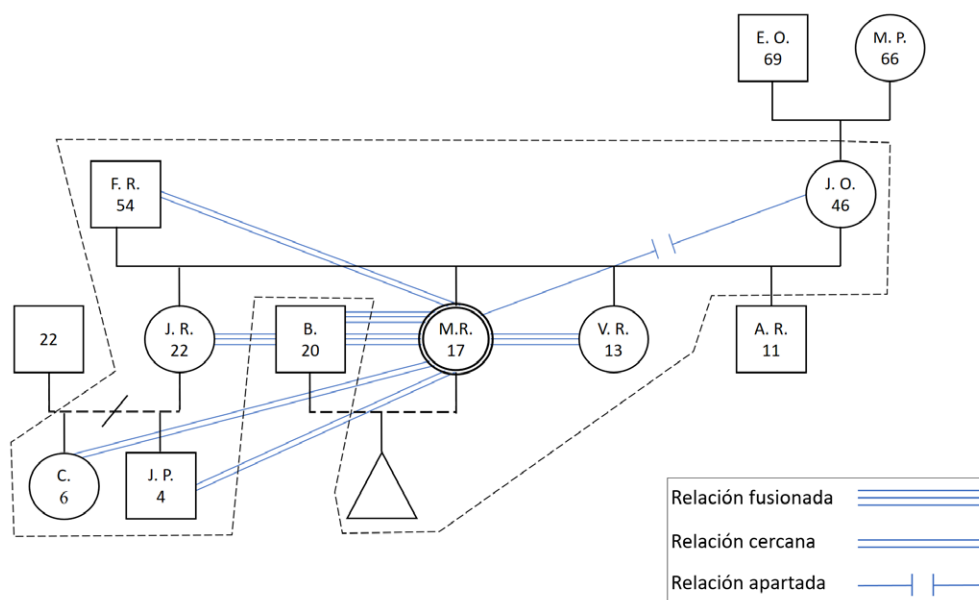 E. O.
69
M. P.
66
F. R.
54
J. O.
46
22
J. R.
22
B.
20
M.R.
17
V. R.
13
A. R.
11
C.
6
J. P.
4
Relación fusionada
Relación cercana
Relación apartada